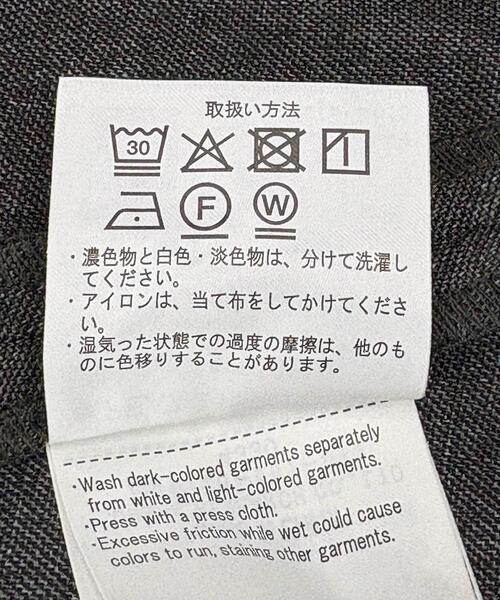 取扱い方法
30
F W
・濃色物と白色・淡色物は、分けて洗濯し
てください。
・アイロンは、当て布をしてかけてくださ
い。
・湿気った状態での過度の摩擦は、他のも
のに色移りすることがあります。
・Wash dark-colored garments separately
from white and light-colored garments.
・Press with a press cloth.
・Excessive friction while wet could cause
colors to run, staining other garments.